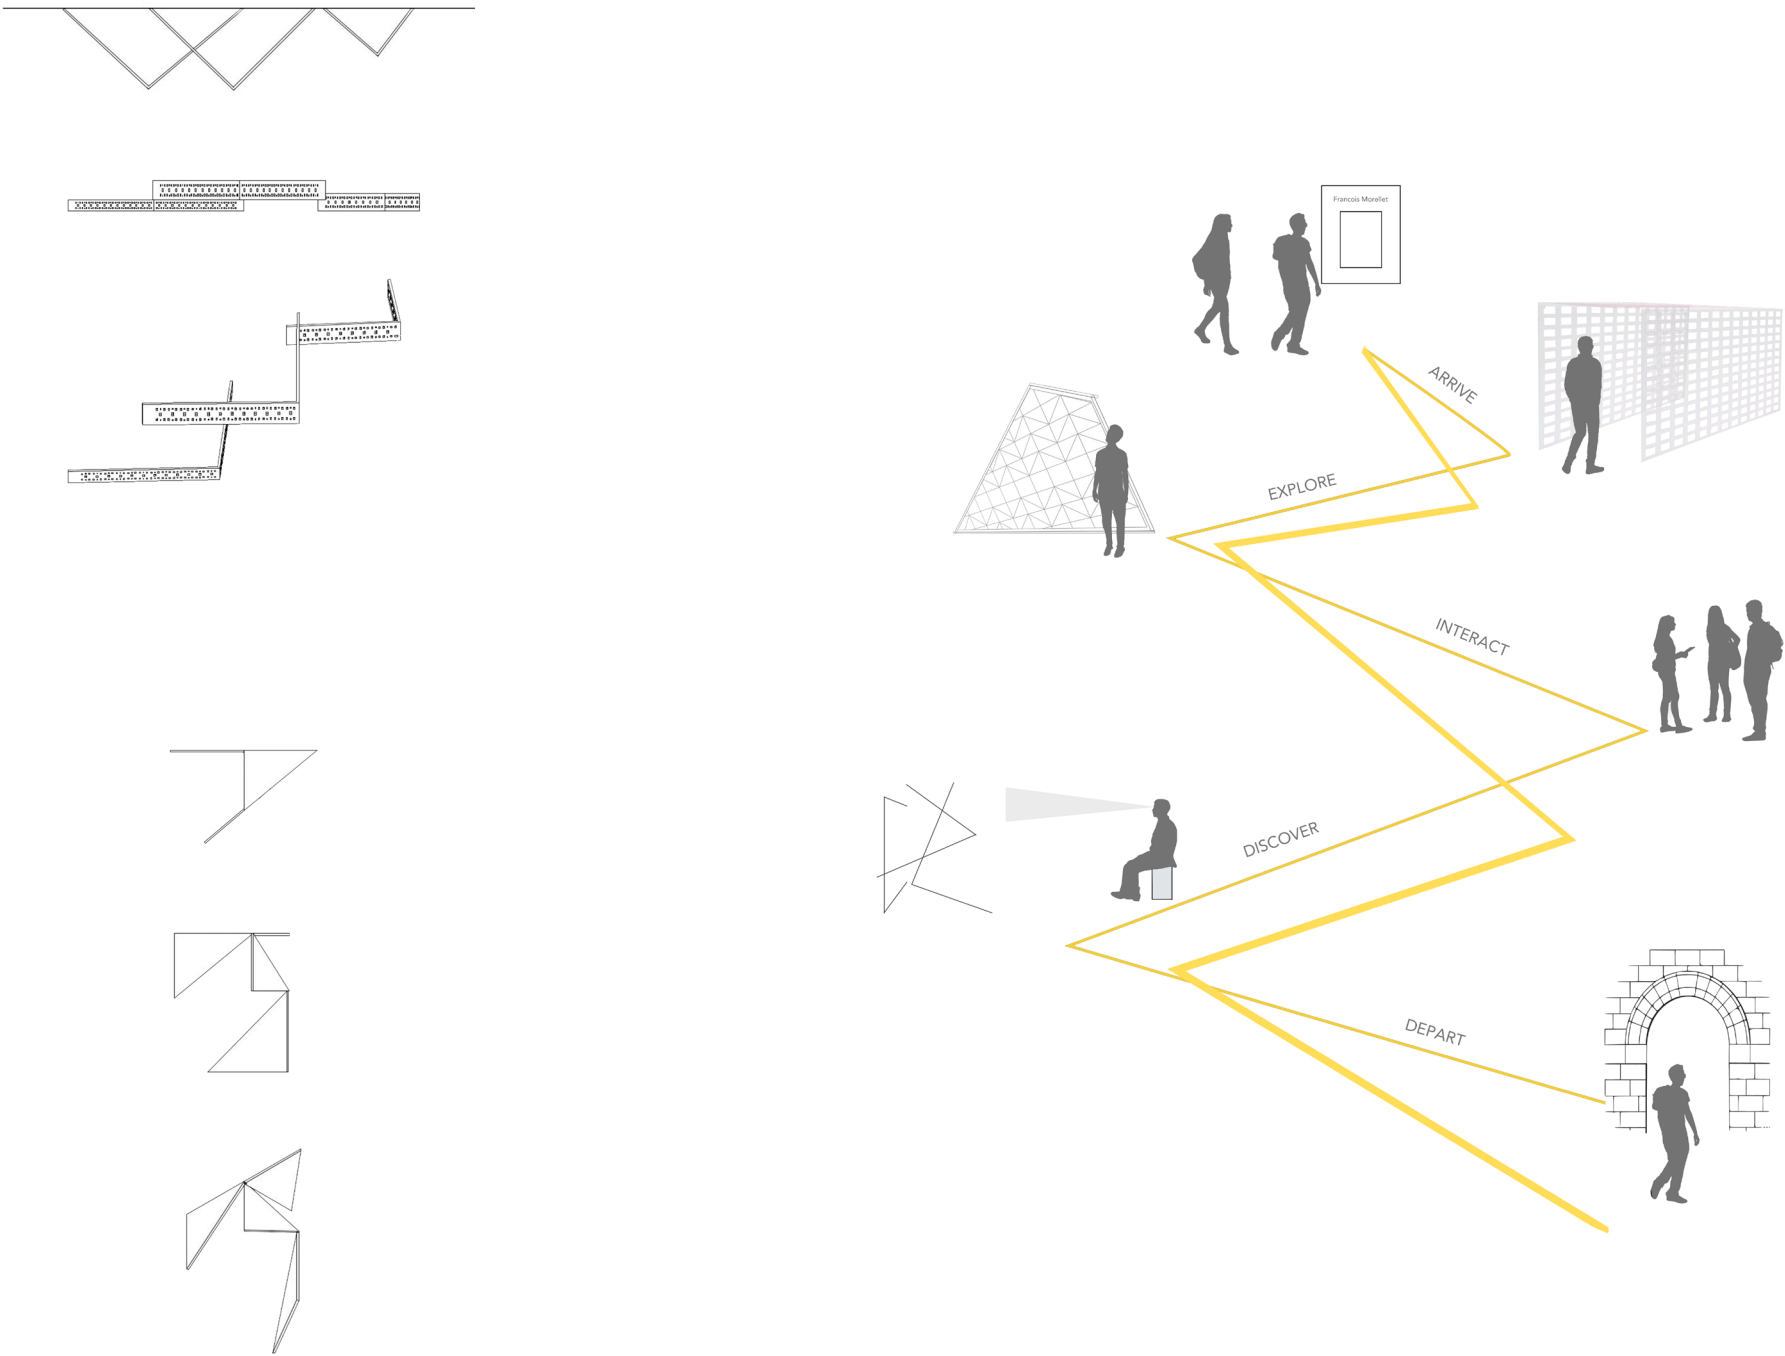 Francois Morellet
ARRIVE
EXPLORE
INTERACT
DISCOVER
DEPART